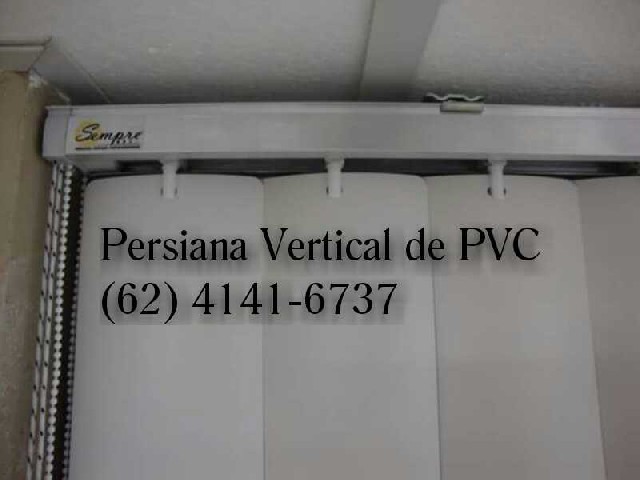 Sempre
Persiana Vertical de PVC
(62) 4141-6737